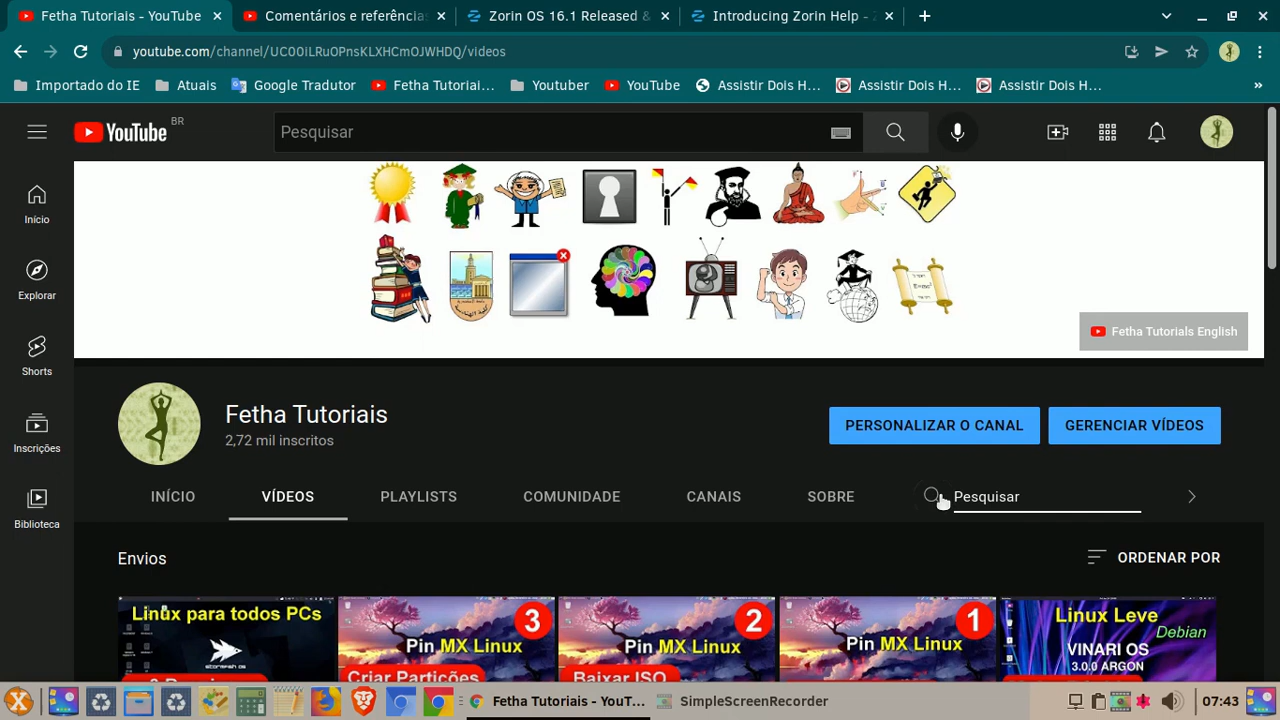 Fetha Tutoriais - YouTube
Comentários e referências
Zorin OS 16.1 Released &
Introducing Zorin Help - Z
youtube.com/channel/UCO0ILRuOPnsKLXHCmOJWHDQ/videos
Importado do IE
Atuais
Google Tradutor
Fetha Tutoriai...
Youtuber
YouTube
Assistir Dois H...
Assistir Dois H...
Assistir Dois H...
YouTube BR
Pesquisar
Início
Explorar
Shorts
Inscrições
Biblioteca
Fetha Tutorials English
Fetha Tutoriais
2,72 mil inscritos
PERSONALIZAR O CANAL
GERENCIAR VÍDEOS
INÍCIO
VÍDEOS
PLAYLISTS
COMUNIDADE
CANAIS
SOBRE
Pesquisar
Envios
ORDENAR POR
Linux para todos PCs
3
Pin MX Linux
Criar Partições
2
Pin MX Linux
Baixar ISO
1
Pin MX Linux
Linux Leve
Debian
VINARI OS
3.0.0 ARGON
Fetha Tutoriais - YouT...
SimpleScreenRecorder
07:43